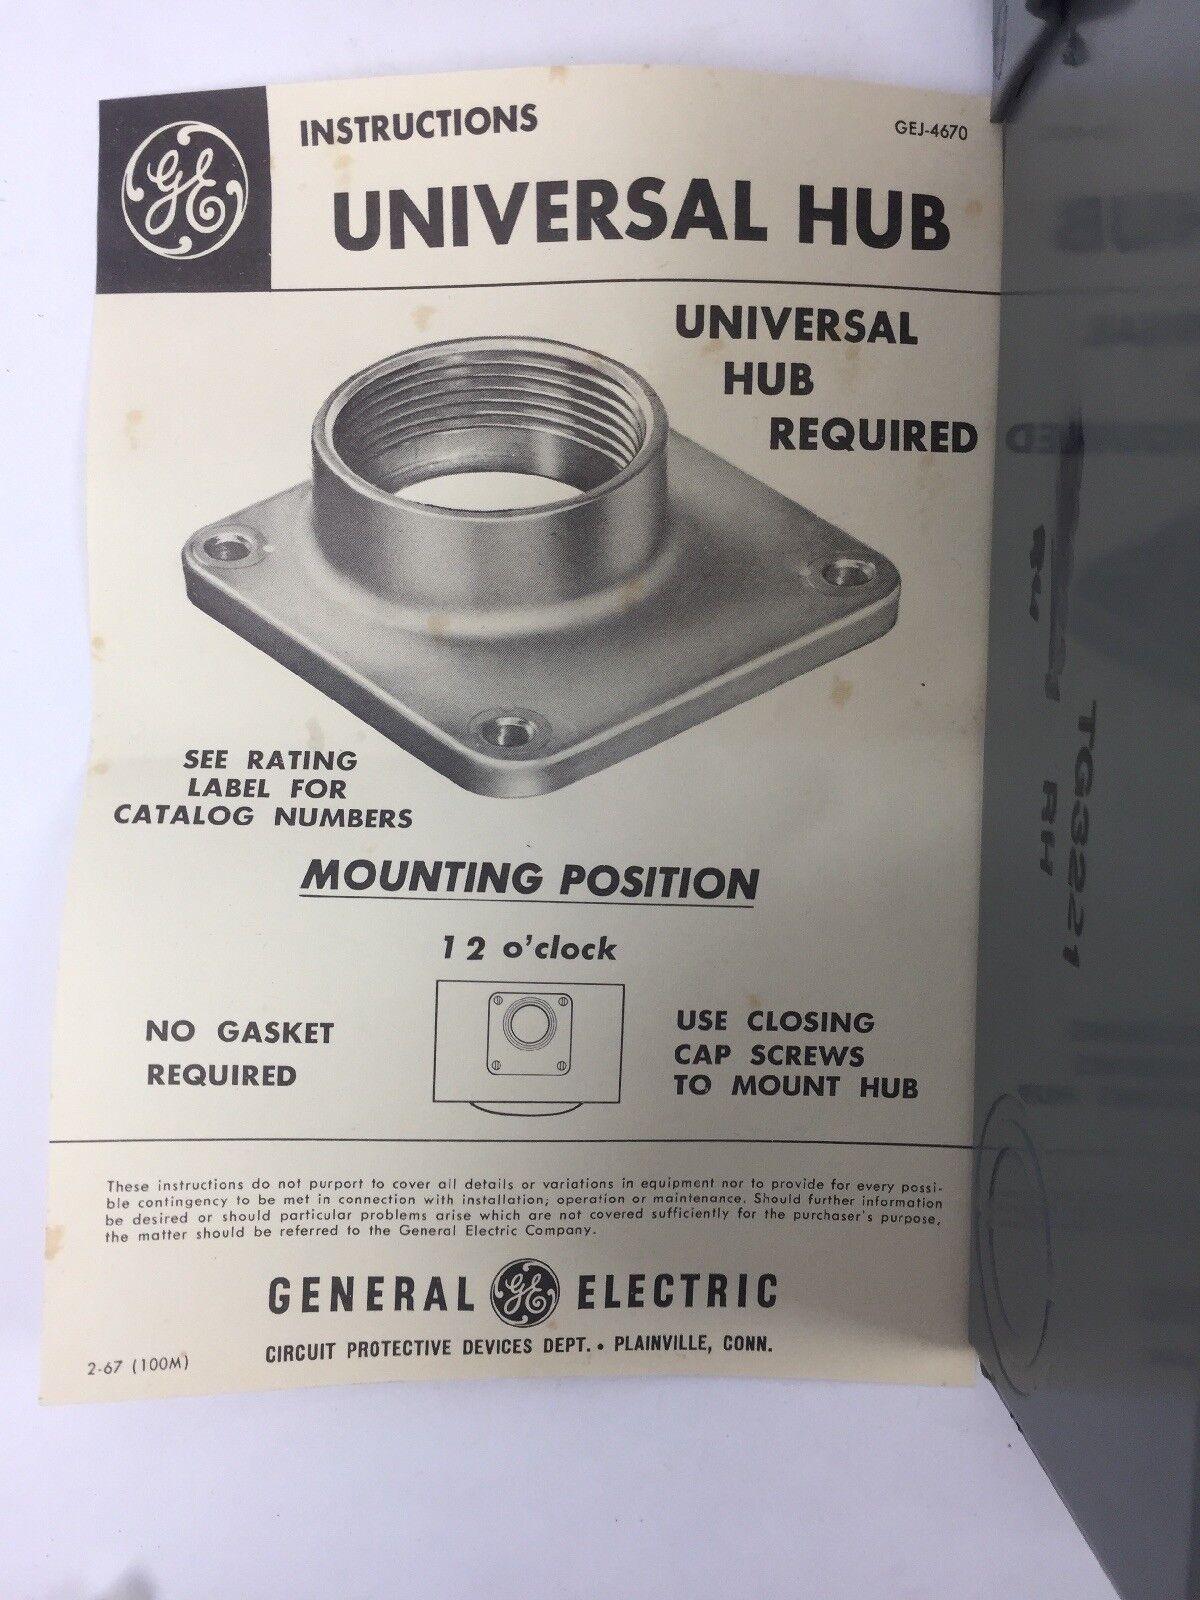 GE
INSTRUCTIONS
GEJ-4670
UNIVERSAL HUB
UNIVERSAL
HUB
REQUIRED
SEE RATING
LABEL FOR
CATALOG NUMBERS
MOUNTING POSITION
12 o'clock
NO GASKET
REQUIRED
USE CLOSING
CAP SCREWS
TO MOUNT HUB
These instructions do not purport to cover all details or variations in equipment nor to provide for every possi-
ble contingency to be met in connection with installation, operation or maintenance. Should further information
be desired or should particular problems arise which are not covered sufficiently for the purchaser's purpose,
the matter should be referred to the General Electric Company.
GENERAL GE ELECTRIC
CIRCUIT PROTECTIVE DEVICES DEPT. • PLAINVILLE, CONN.
2-67 (100M)
TG3221
RH